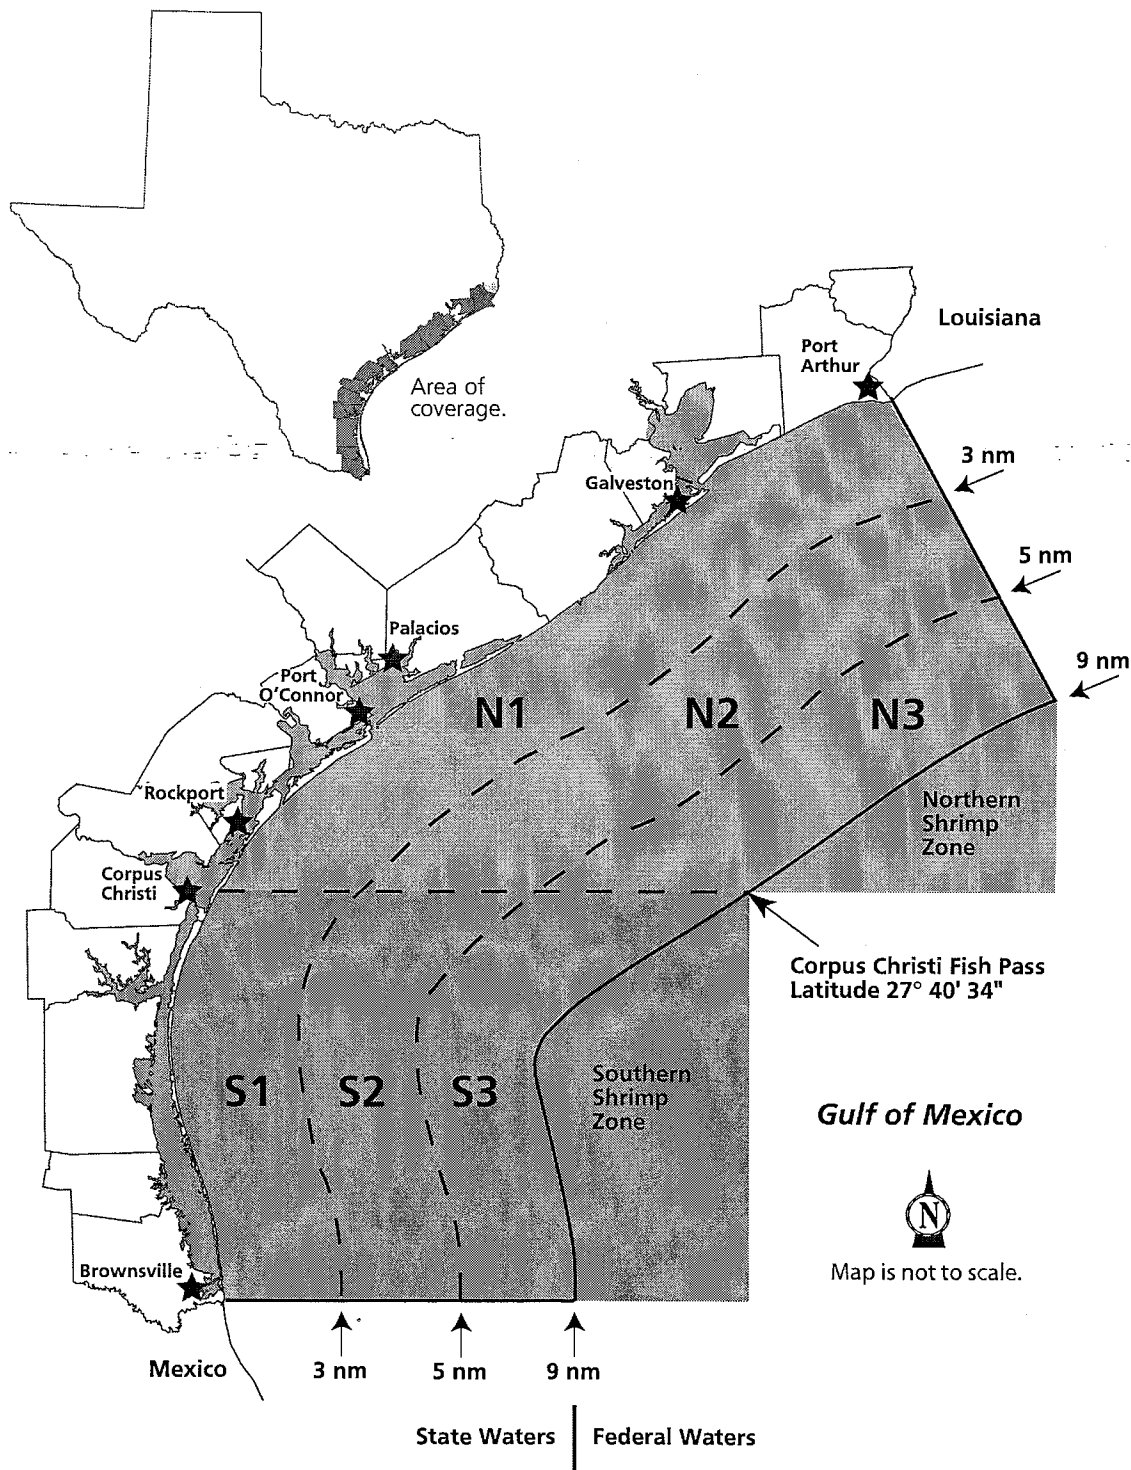 Louisiana
Port
Arthur
Area of
coverage.
3 nm
Galveston
5 nm
Palacios
9 nm
Port
O'Connor
N1
N2
N3
Rockport
Northern
Shrimp
Zone
Corpus
Christi
Corpus Christi Fish Pass
Latitude 27° 40' 34"
S1
S2
S3
Southern
Shrimp
Zone
Gulf of Mexico
N
Brownsville
Map is not to scale.
Mexico
3 nm
5 nm
9 nm
State Waters
Federal Waters